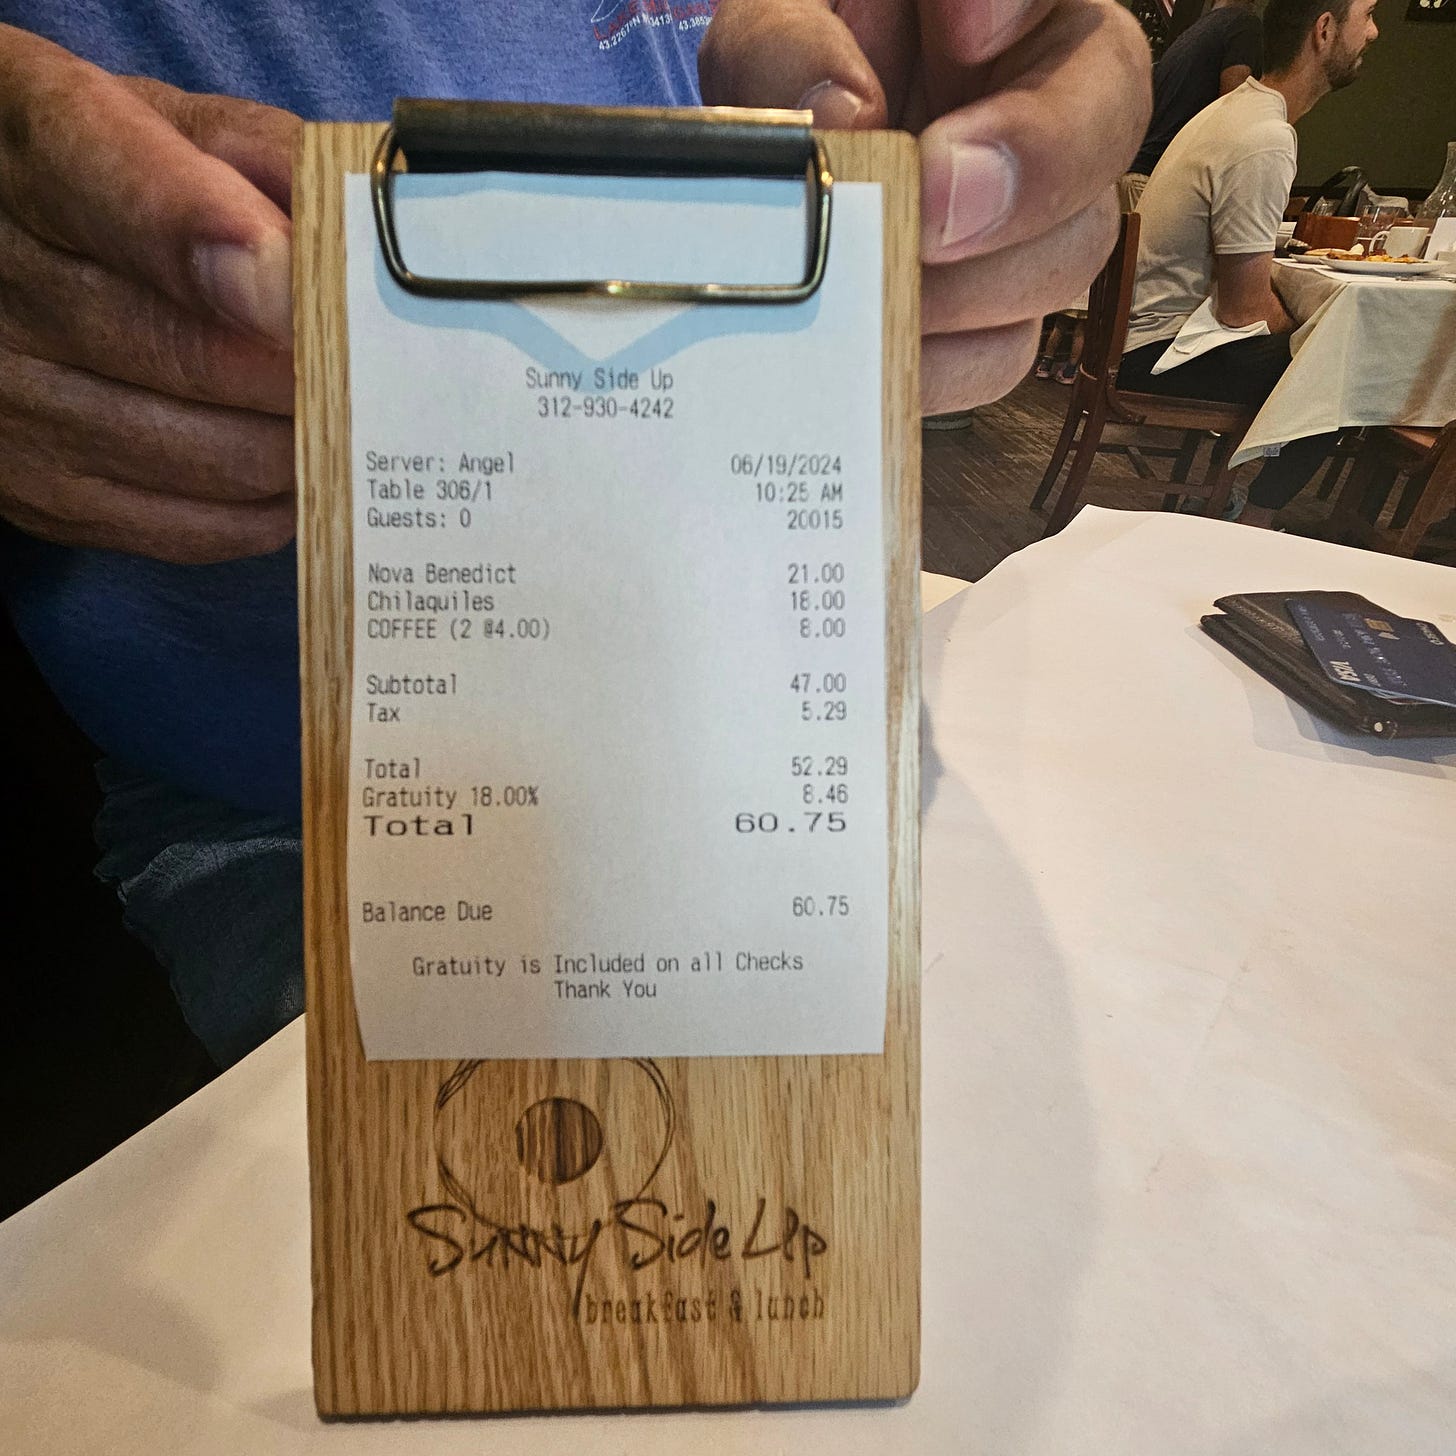 Sunny Side Up
312-930-4242
Server: Angel 06/19/2024
Table 306/1 10:25 AM
Guests: 0 20015
Nova Benedict 21.00
Chilaquiles 18.00
COFFEE (2 @4.00) 8.00
Subtotal 47.00
Tax 5.29
Total 52.29
Gratuity 18.00% 8.46
Total 60.75
Balance Due 60.75
Gratuity is Included on all Checks
Thank You
Sunny Side Up
breakfast & lunch
VISA